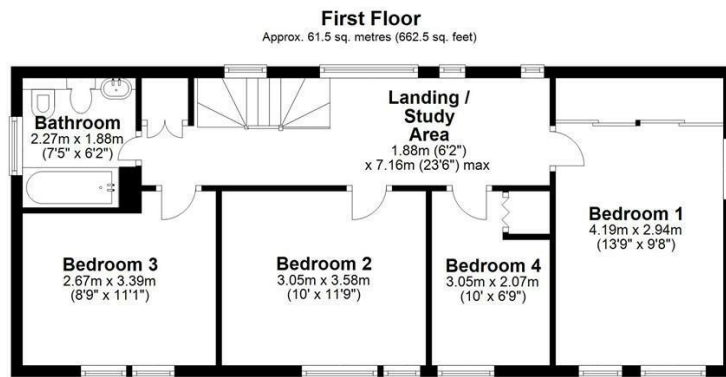 First Floor
Approx. 61.5 sq. metres (662.5 sq. feet)
Bathroom
2.27m x 1.88m
(7'5" x 6'2")
Landing /
Study
Area
1.88m (6'2")
x 7.16m (23'6") max
Bedroom 1
4.19m x 2.94m
(13'9" x 9'8")
Bedroom 3
2.67m x 3.39m
(8'9" x 11'1")
Bedroom 2
3.05m x 3.58m
(10' x 11'9")
Bedroom 4
3.05m x 2.07m
(10' x 6'9")